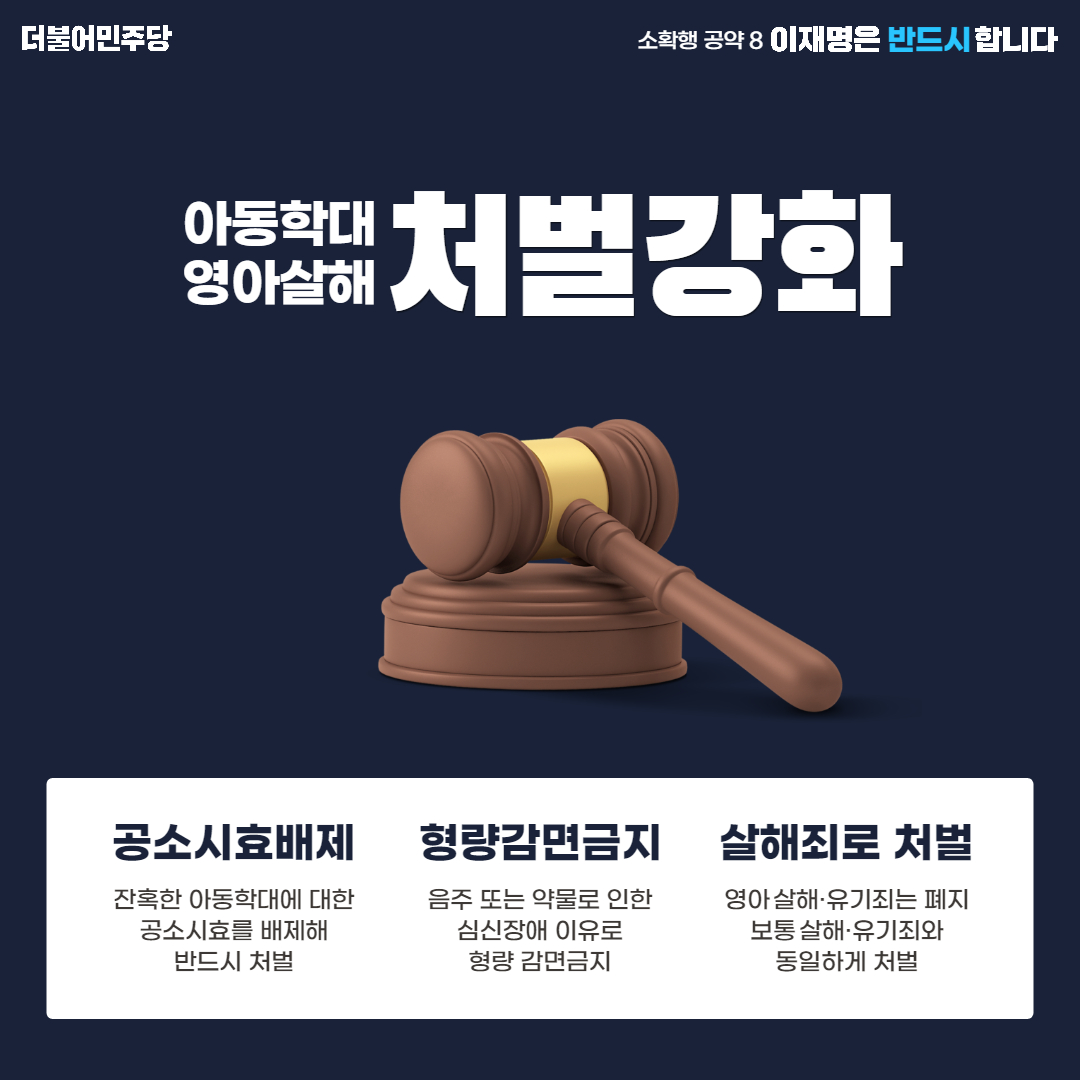 더불어민주당
소확행 공약 8 이재명은 반드시 합니다
아동학대
영아살해
처벌강화
공소시효배제
잔혹한 아동학대에 대한
공소시효를 배제해
반드시 처벌
형량감면금지
음주 또는 약물로 인한
심신장애 이유로
형량 감면금지
살해죄로 처벌
영아 살해·유기죄는 폐지
보통 살해·유기죄와
동일하게 처벌